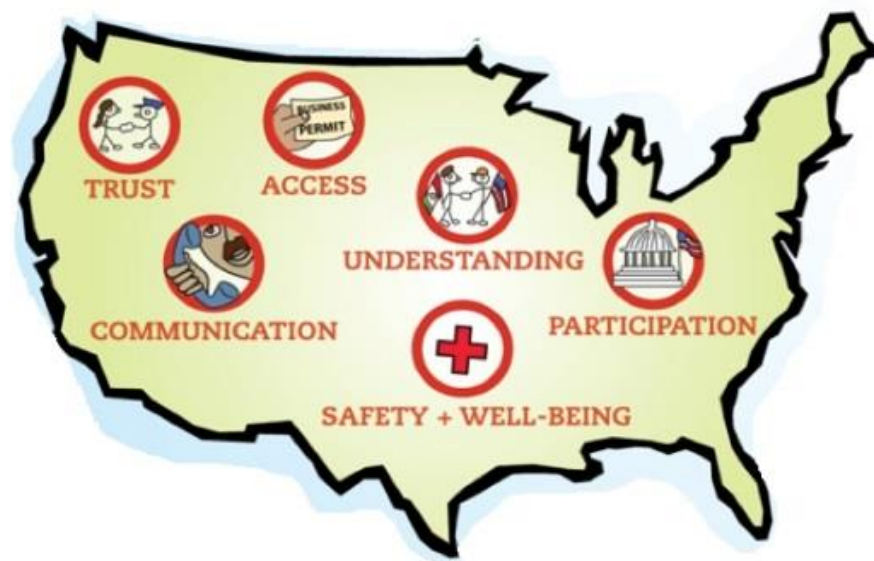 BUSINESS
PERMIT
TRUST
ACCESS
UNDERSTANDING
COMMUNICATION
PARTICIPATION
SAFETY + WELL-BEING